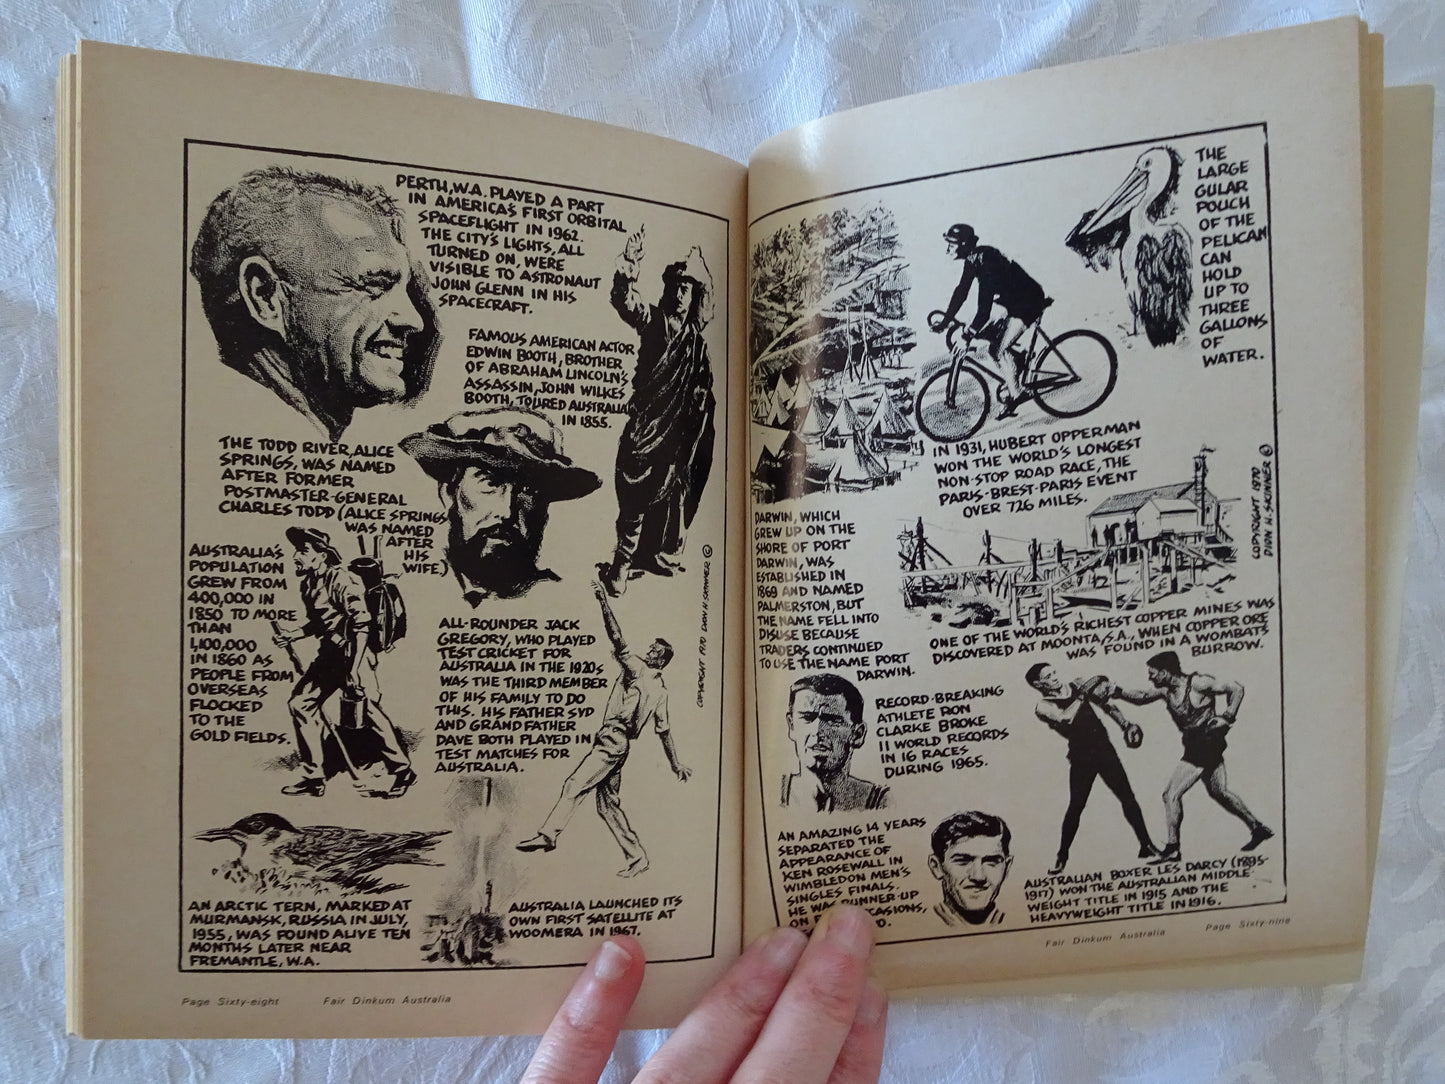 PERTH, W.A. PLAYED A PART
IN AMERICA'S FIRST ORBITAL
SPACEFLIGHT IN 1962.
THE CITY'S LIGHTS, ALL
TURNED ON, WERE
VISIBLE TO ASTRONAUT
JOHN GLENN IN HIS
SPACECRAFT.
FAMOUS AMERICAN ACTOR
EDWIN BOOTH, BROTHER
OF ABRAHAM LINCOLN'S
ASSASSIN, JOHN WILKES
BOOTH, TOURED AUSTRALIA
IN 1855.
THE TODD RIVER, ALICE
SPRINGS, WAS NAMED
AFTER FORMER
POSTMASTER-GENERAL
CHARLES TODD (ALICE SPRINGS
WAS NAMED
AFTER
HIS
WIFE.)
AUSTRALIA'S
POPULATION
GREW FROM
400,000 IN
1850 TO MORE
THAN
1,100,000
IN 1860 AS
PEOPLE FROM
OVERSEAS
FLOCKED
TO THE
GOLD FIELDS.
ALL-ROUNDER JACK
GREGORY, WHO PLAYED
TEST CRICKET FOR
AUSTRALIA IN THE 1920s
WAS THE THIRD MEMBER
OF HIS FAMILY TO DO
THIS. HIS FATHER SYD
AND GRANDFATHER
DAVE BOTH PLAYED IN
TEST MATCHES FOR
AUSTRALIA.
COPYRIGHT 1970 DION H. SKINNER ©
AN ARCTIC TERN, MARKED AT
MURMANSK, RUSSIA IN JULY,
1955, WAS FOUND ALIVE TEN
MONTHS LATER NEAR
FREMANTLE, W.A.
AUSTRALIA LAUNCHED ITS
OWN FIRST SATELLITE AT
WOOMERA IN 1967.
Page Sixty-eight Fair Dinkum Australia
THE
LARGE
GULAR
POUCH
OF THE
PELICAN
CAN
HOLD
UP TO
THREE
GALLONS
OF
WATER.
IN 1931, HUBERT OPPERMAN
WON THE WORLD'S LONGEST
NON-STOP ROAD RACE, THE
PARIS-BREST-PARIS EVENT
OVER 726 MILES.
COPYRIGHT 1970 ©
DION H. SKINNER
DARWIN, WHICH
GREW UP ON THE
SHORE OF PORT
DARWIN, WAS
ESTABLISHED IN
1869 AND NAMED
PALMERSTON, BUT
THE NAME FELL INTO
DISUSE BECAUSE
TRADERS CONTINUED
TO USE THE NAME PORT
DARWIN.
ONE OF THE WORLD'S RICHEST COPPER MINES WAS
DISCOVERED AT MOONTA, S.A., WHEN COPPER ORE
WAS FOUND IN A WOMBAT'S
BURROW.
RECORD-BREAKING
ATHLETE RON
CLARKE BROKE
11 WORLD RECORDS
IN 16 RACES
DURING 1965.
AN AMAZING 14 YEARS
SEPARATED THE
APPEARANCE OF
KEN ROSEWALL IN
WIMBLEDON MEN'S
SINGLES FINALS.
HE WAS RUNNER-UP
ON
AUSTRALIAN BOXER LES DARCY (1895-
1917) WON THE AUSTRALIAN MIDDLE-
WEIGHT TITLE IN 1915 AND THE
HEAVYWEIGHT TITLE IN 1916.
Fair Dinkum Australia Page Sixty-nine